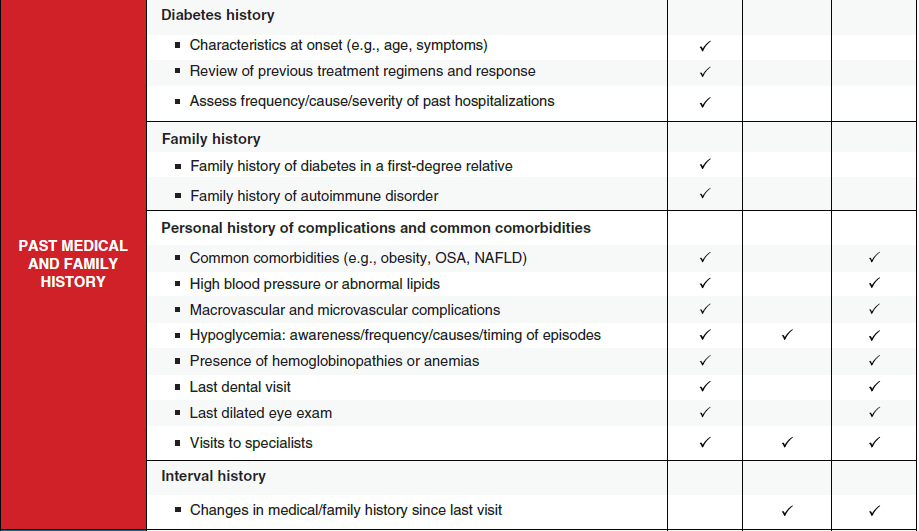 PAST MEDICAL
AND FAMILY
HISTORY
Diabetes history
▪ Characteristics at onset (e.g., age, symptoms) ✓
▪ Review of previous treatment regimens and response ✓
▪ Assess frequency/cause/severity of past hospitalizations ✓
Family history
▪ Family history of diabetes in a first-degree relative ✓
▪ Family history of autoimmune disorder ✓
Personal history of complications and common comorbidities
▪ Common comorbidities (e.g., obesity, OSA, NAFLD) ✓ ✓
▪ High blood pressure or abnormal lipids ✓ ✓
▪ Macrovascular and microvascular complications ✓ ✓
▪ Hypoglycemia: awareness/frequency/causes/timing of episodes ✓ ✓ ✓
▪ Presence of hemoglobinopathies or anemias ✓ ✓
▪ Last dental visit ✓ ✓
▪ Last dilated eye exam ✓ ✓
▪ Visits to specialists ✓ ✓ ✓
Interval history
▪ Changes in medical/family history since last visit ✓ ✓